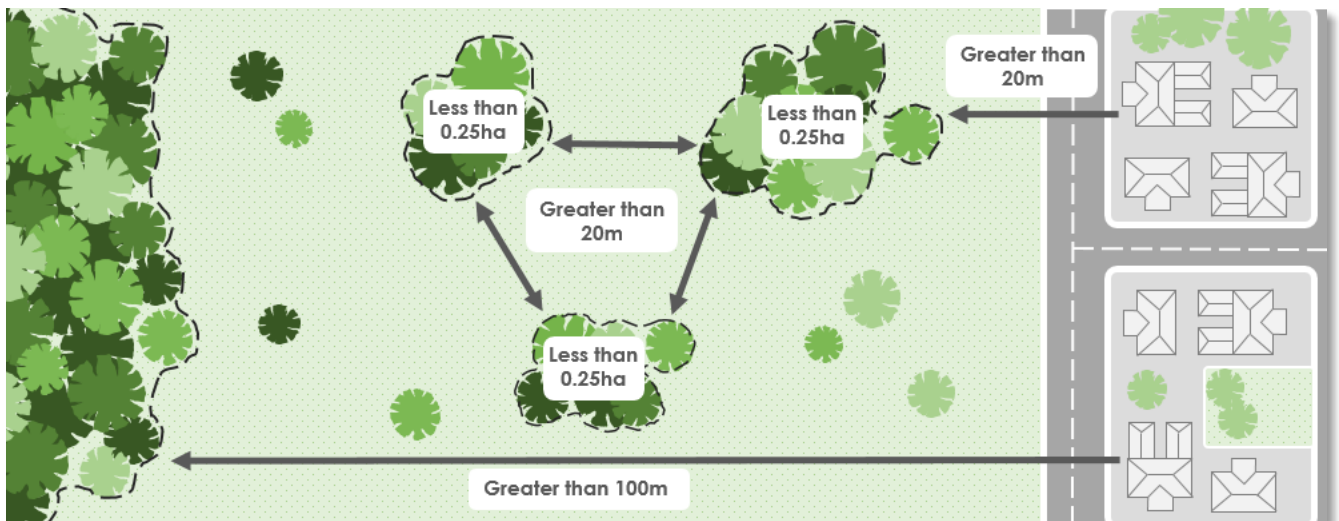 Greater than
20m
Less than
0.25ha
Less than
0.25ha
Greater than
20m
Less than
0.25ha
Greater than 100m